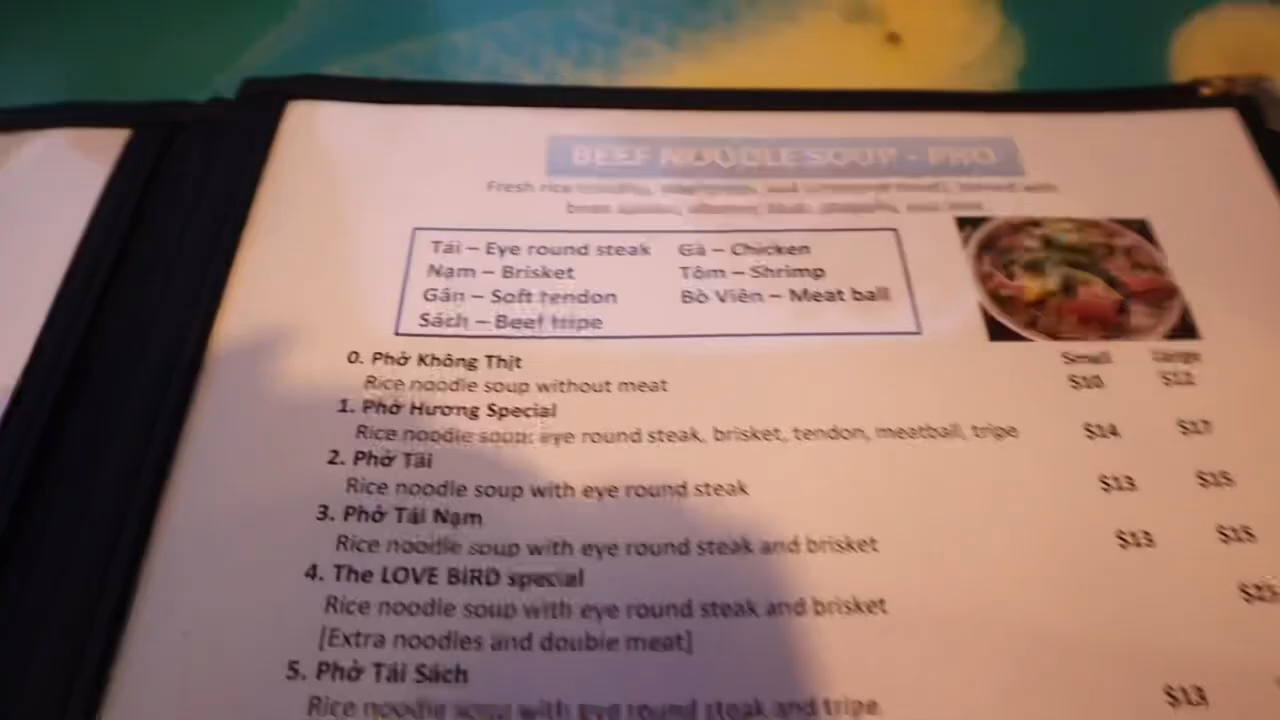 BEEF NOODLE SOUP - PHO
Fresh rice
Tái – Eye round steak Gà – Chicken
Nạm – Brisket Tôm – Shrimp
Gân – Soft tendon Bò Viên – Meat ball
Sách – Beef tripe
0. Phở Không Thịt Small Large
Rice noodle soup without meat $10 $12
1. Phở Hương Special
Rice noodle soup: eye round steak, brisket, tendon, meatball, tripe $14 $17
2. Phở Tái
Rice noodle soup with eye round steak $13 $15
3. Phở Tái Nạm
Rice noodle soup with eye round steak and brisket $13 $15
4. The LOVE BIRD special
Rice noodle soup with eye round steak and brisket
[Extra noodles and double meat]
5. Phở Tái Sách
Rice noodle soup with eye round steak and tripe $13